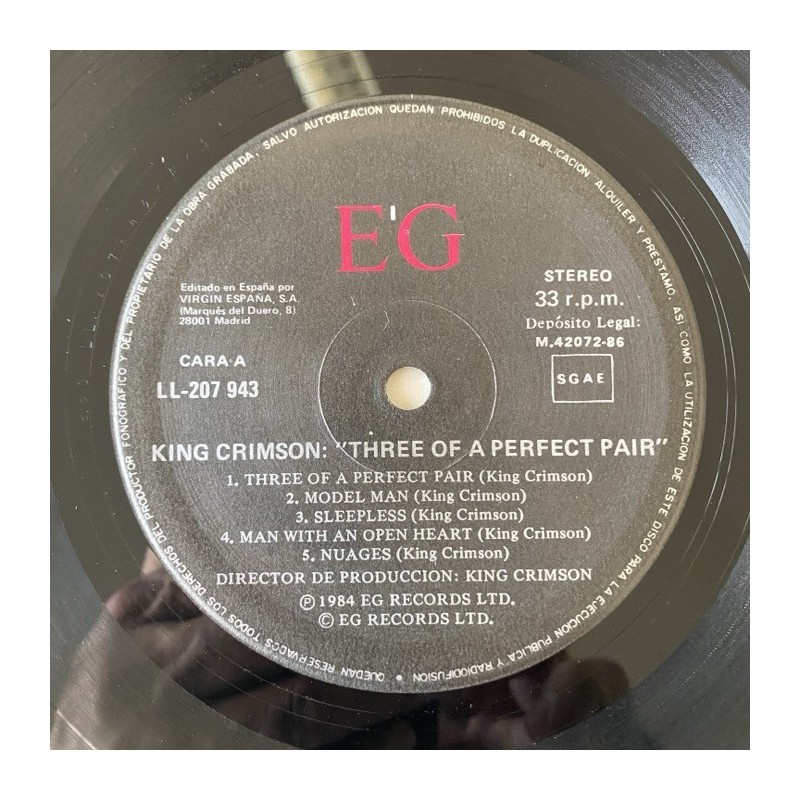 QUEDAN RESERVADOS TODOS LOS DERECHOS DEL PRODUCTOR FONOGRAFICO Y DEL PROPIETARIO DE LA OBRA GRABADA. SALVO AUTORIZACION QUEDAN PROHIBIDOS LA DUPLICACION, ALQUILER Y PRESTAMO, ASI COMO LA UTILIZACION DE ESTE DISCO PARA LA EJECUCION PUBLICA Y RADIODIFUSION •
E'G
Editado en España por
VIRGIN ESPAÑA, S.A.
(Marqués del Duero, 8)
28001 Madrid
STEREO
33 r.p.m.
Depósito Legal:
M.42072-86
CARA·A
LL-207 943
SGAE
KING CRIMSON: "THREE OF A PERFECT PAIR"
1. THREE OF A PERFECT PAIR (King Crimson)
2. MODEL MAN (King Crimson)
3. SLEEPLESS (King Crimson)
4. MAN WITH AN OPEN HEART (King Crimson)
5. NUAGES (King Crimson)
DIRECTOR DE PRODUCCION: KING CRIMSON
Ⓟ 1984 EG RECORDS LTD.
© EG RECORDS LTD.